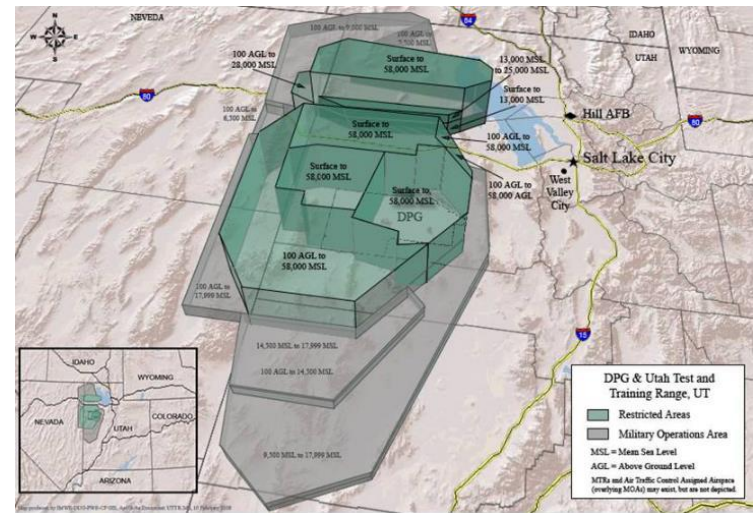 NEVEDA
IDAHO
UTAH
WYOMING
84
100 AGL to 9,000 MSL
100 AGL to
100 AGL to
28,000 MSL
Surface to
58,000 MSL
13,000 MSL
to 25,000 MSL
Surface to
13,000 MSL
80
100 AGL to
6,500 MSL
Surface to
58,000 MSL
Hill AFB
80
100 AGL to
58,000 MSL
Salt Lake City
West
Valley
City
Surface to
58,000 MSL
Surface to
58,000 MSL
DPG
100 AGL to
58,000 AGL
100 AGL to
58,000 MSL
100 AGL to
17,999 MSL
14,500 MSL to 17,999 MSL
100 AGL to 14,500 MSL
9,500 MSL to 17,999 MSL
15
IDAHO
WYOMING
NEVADA
UTAH
COLORADO
ARIZONA
N
W
E
S
DPG & Utah Test and
Training Range, UT
Restricted Areas
Military Operations Area
MSL = Mean Sea Level
AGL = Above Ground Level
MTRs and Air Traffic Control Assigned Airspace
(overlying MOAs) may exist, but are not depicted.